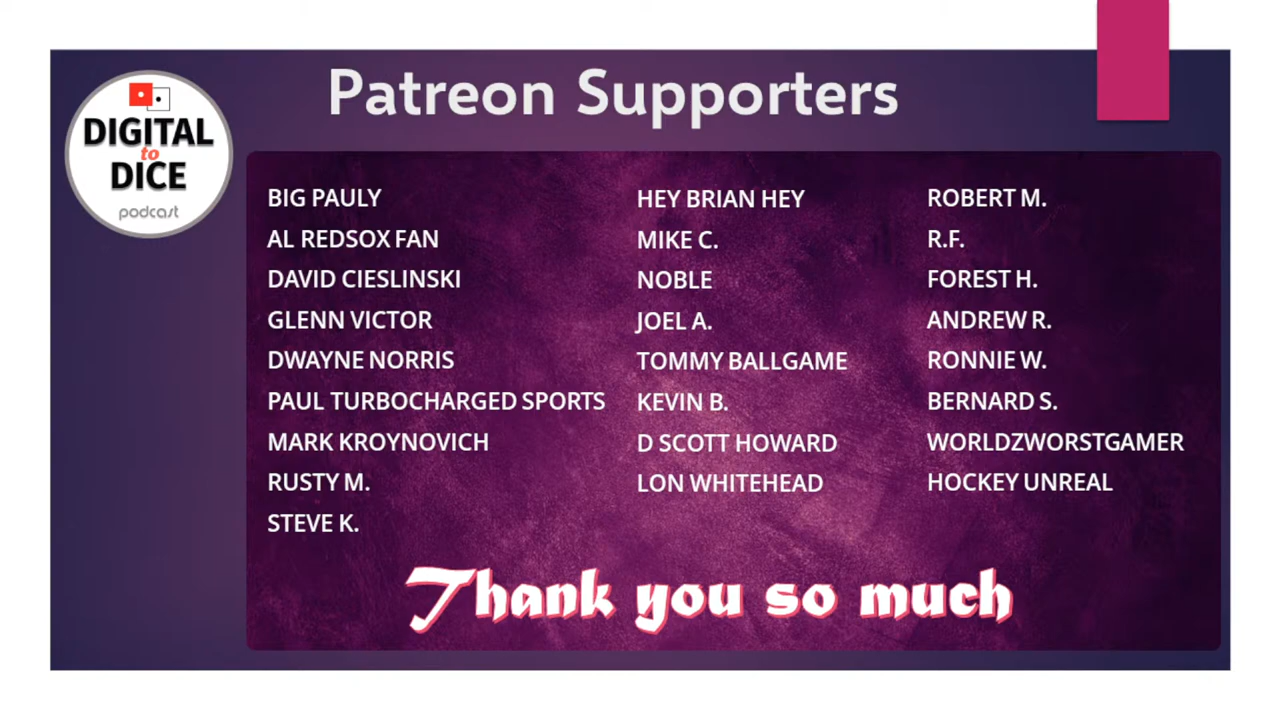 Patreon Supporters
DIGITAL
to
DICE
podcast
BIG PAULY
AL REDSOX FAN
DAVID CIESLINSKI
GLENN VICTOR
DWAYNE NORRIS
PAUL TURBOCHARGED SPORTS
MARK KROYNOVICH
RUSTY M.
STEVE K.
HEY BRIAN HEY
MIKE C.
NOBLE
JOEL A.
TOMMY BALLGAME
KEVIN B.
D SCOTT HOWARD
LON WHITEHEAD
ROBERT M.
R.F.
FOREST H.
ANDREW R.
RONNIE W.
BERNARD S.
WORLDZWORSTGAMER
HOCKEY UNREAL
Thank you so much